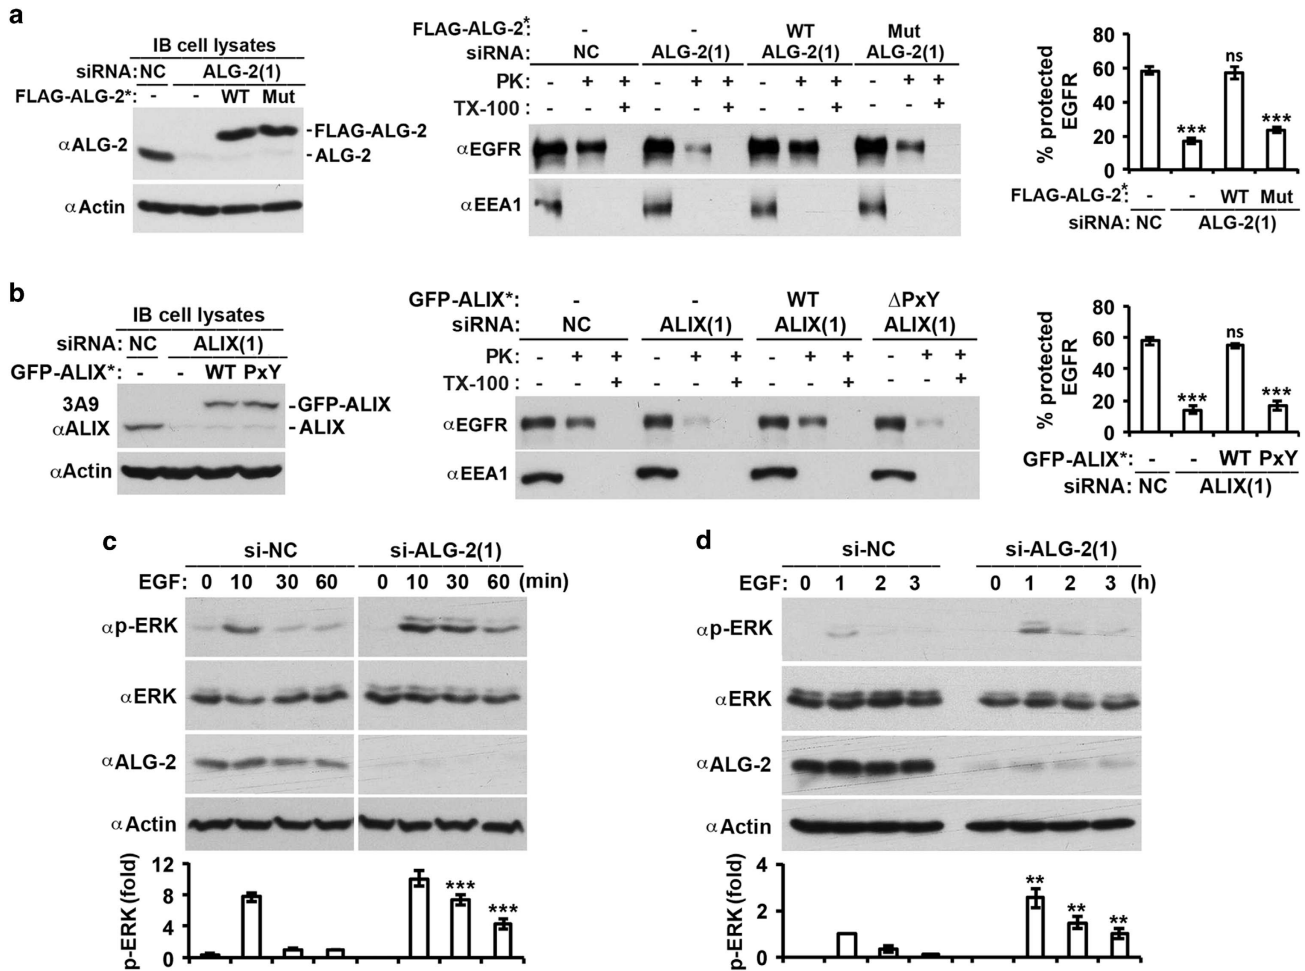 a
IB cell lysates
siRNA: NC ALG-2(1)
FLAG-ALG-2*: - - WT Mut
αALG-2
-FLAG-ALG-2
-ALG-2
αActin
FLAG-ALG-2*: - - WT Mut
siRNA: NC ALG-2(1) ALG-2(1) ALG-2(1)
PK: - + + - + + - + + - + +
TX-100: - - + - - + - - + - - +
αEGFR
αEEA1
% protected EGFR
80
60
40
20
0
*** ns ***
FLAG-ALG-2*: - - WT Mut
siRNA: NC ALG-2(1)
b
IB cell lysates
siRNA: NC ALIX(1)
GFP-ALIX*: - - WT PxY
3A9
αALIX
-GFP-ALIX
-ALIX
αActin
GFP-ALIX*: - - WT ΔPxY
siRNA: NC ALIX(1) ALIX(1) ALIX(1)
PK: - + + - + + - + + - + +
TX-100: - - + - - + - - + - - +
αEGFR
αEEA1
% protected EGFR
80
60
40
20
0
*** ns ***
GFP-ALIX*: - - WT PxY
siRNA: NC ALIX(1)
c
si-NC si-ALG-2(1)
EGF: 0 10 30 60 0 10 30 60 (min)
αp-ERK
αERK
αALG-2
αActin
p-ERK (fold)
12
8
4
0
*** ***
d
si-NC si-ALG-2(1)
EGF: 0 1 2 3 0 1 2 3 (h)
αp-ERK
αERK
αALG-2
αActin
p-ERK (fold)
4
2
0
** ** **